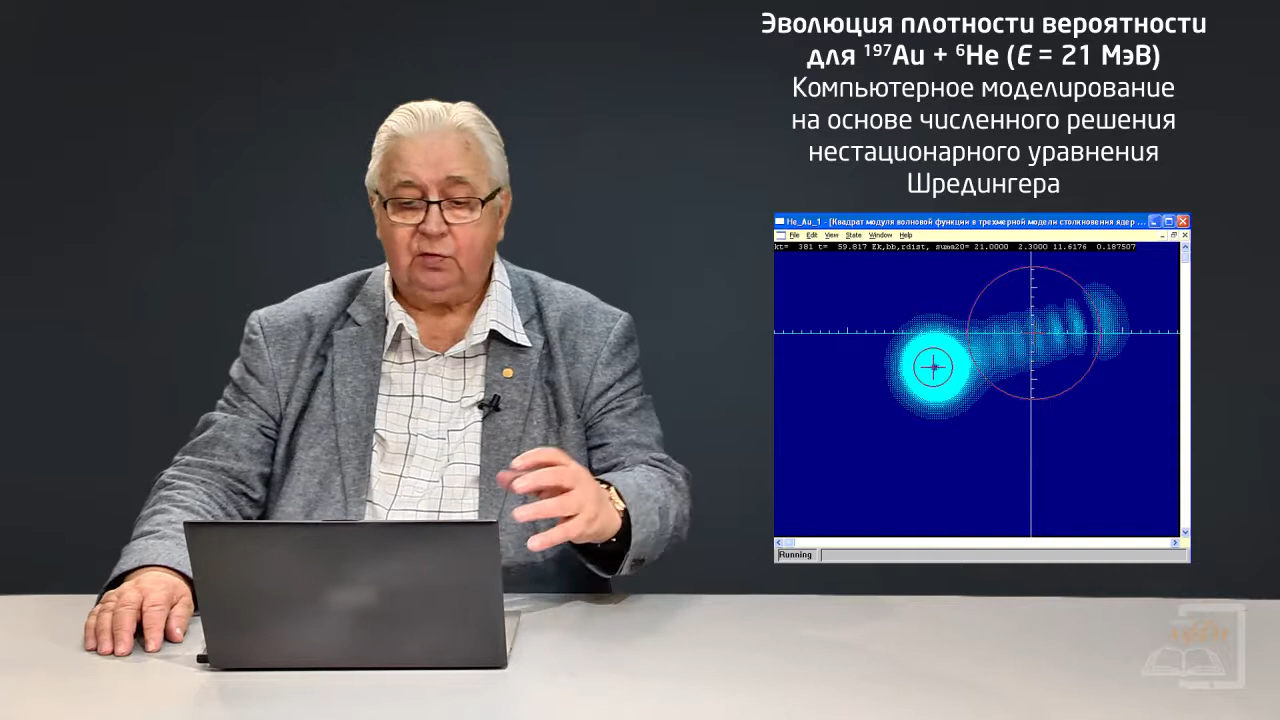 Эволюция плотности вероятности
для ¹⁹⁷Au + ⁶He (E = 21 МэВ)
Компьютерное моделирование
на основе численного решения
нестационарного уравнения
Шредингера
He_Au_1 - [Квадрат модуля волновой функции в трехмерной модели столкновения ядер ...
File Edit View State Window Help
kt= 381 t= 59.817 Ek,bb,rdist, suma20= 21.0000 2.3000 11.6176 0.187507
Running